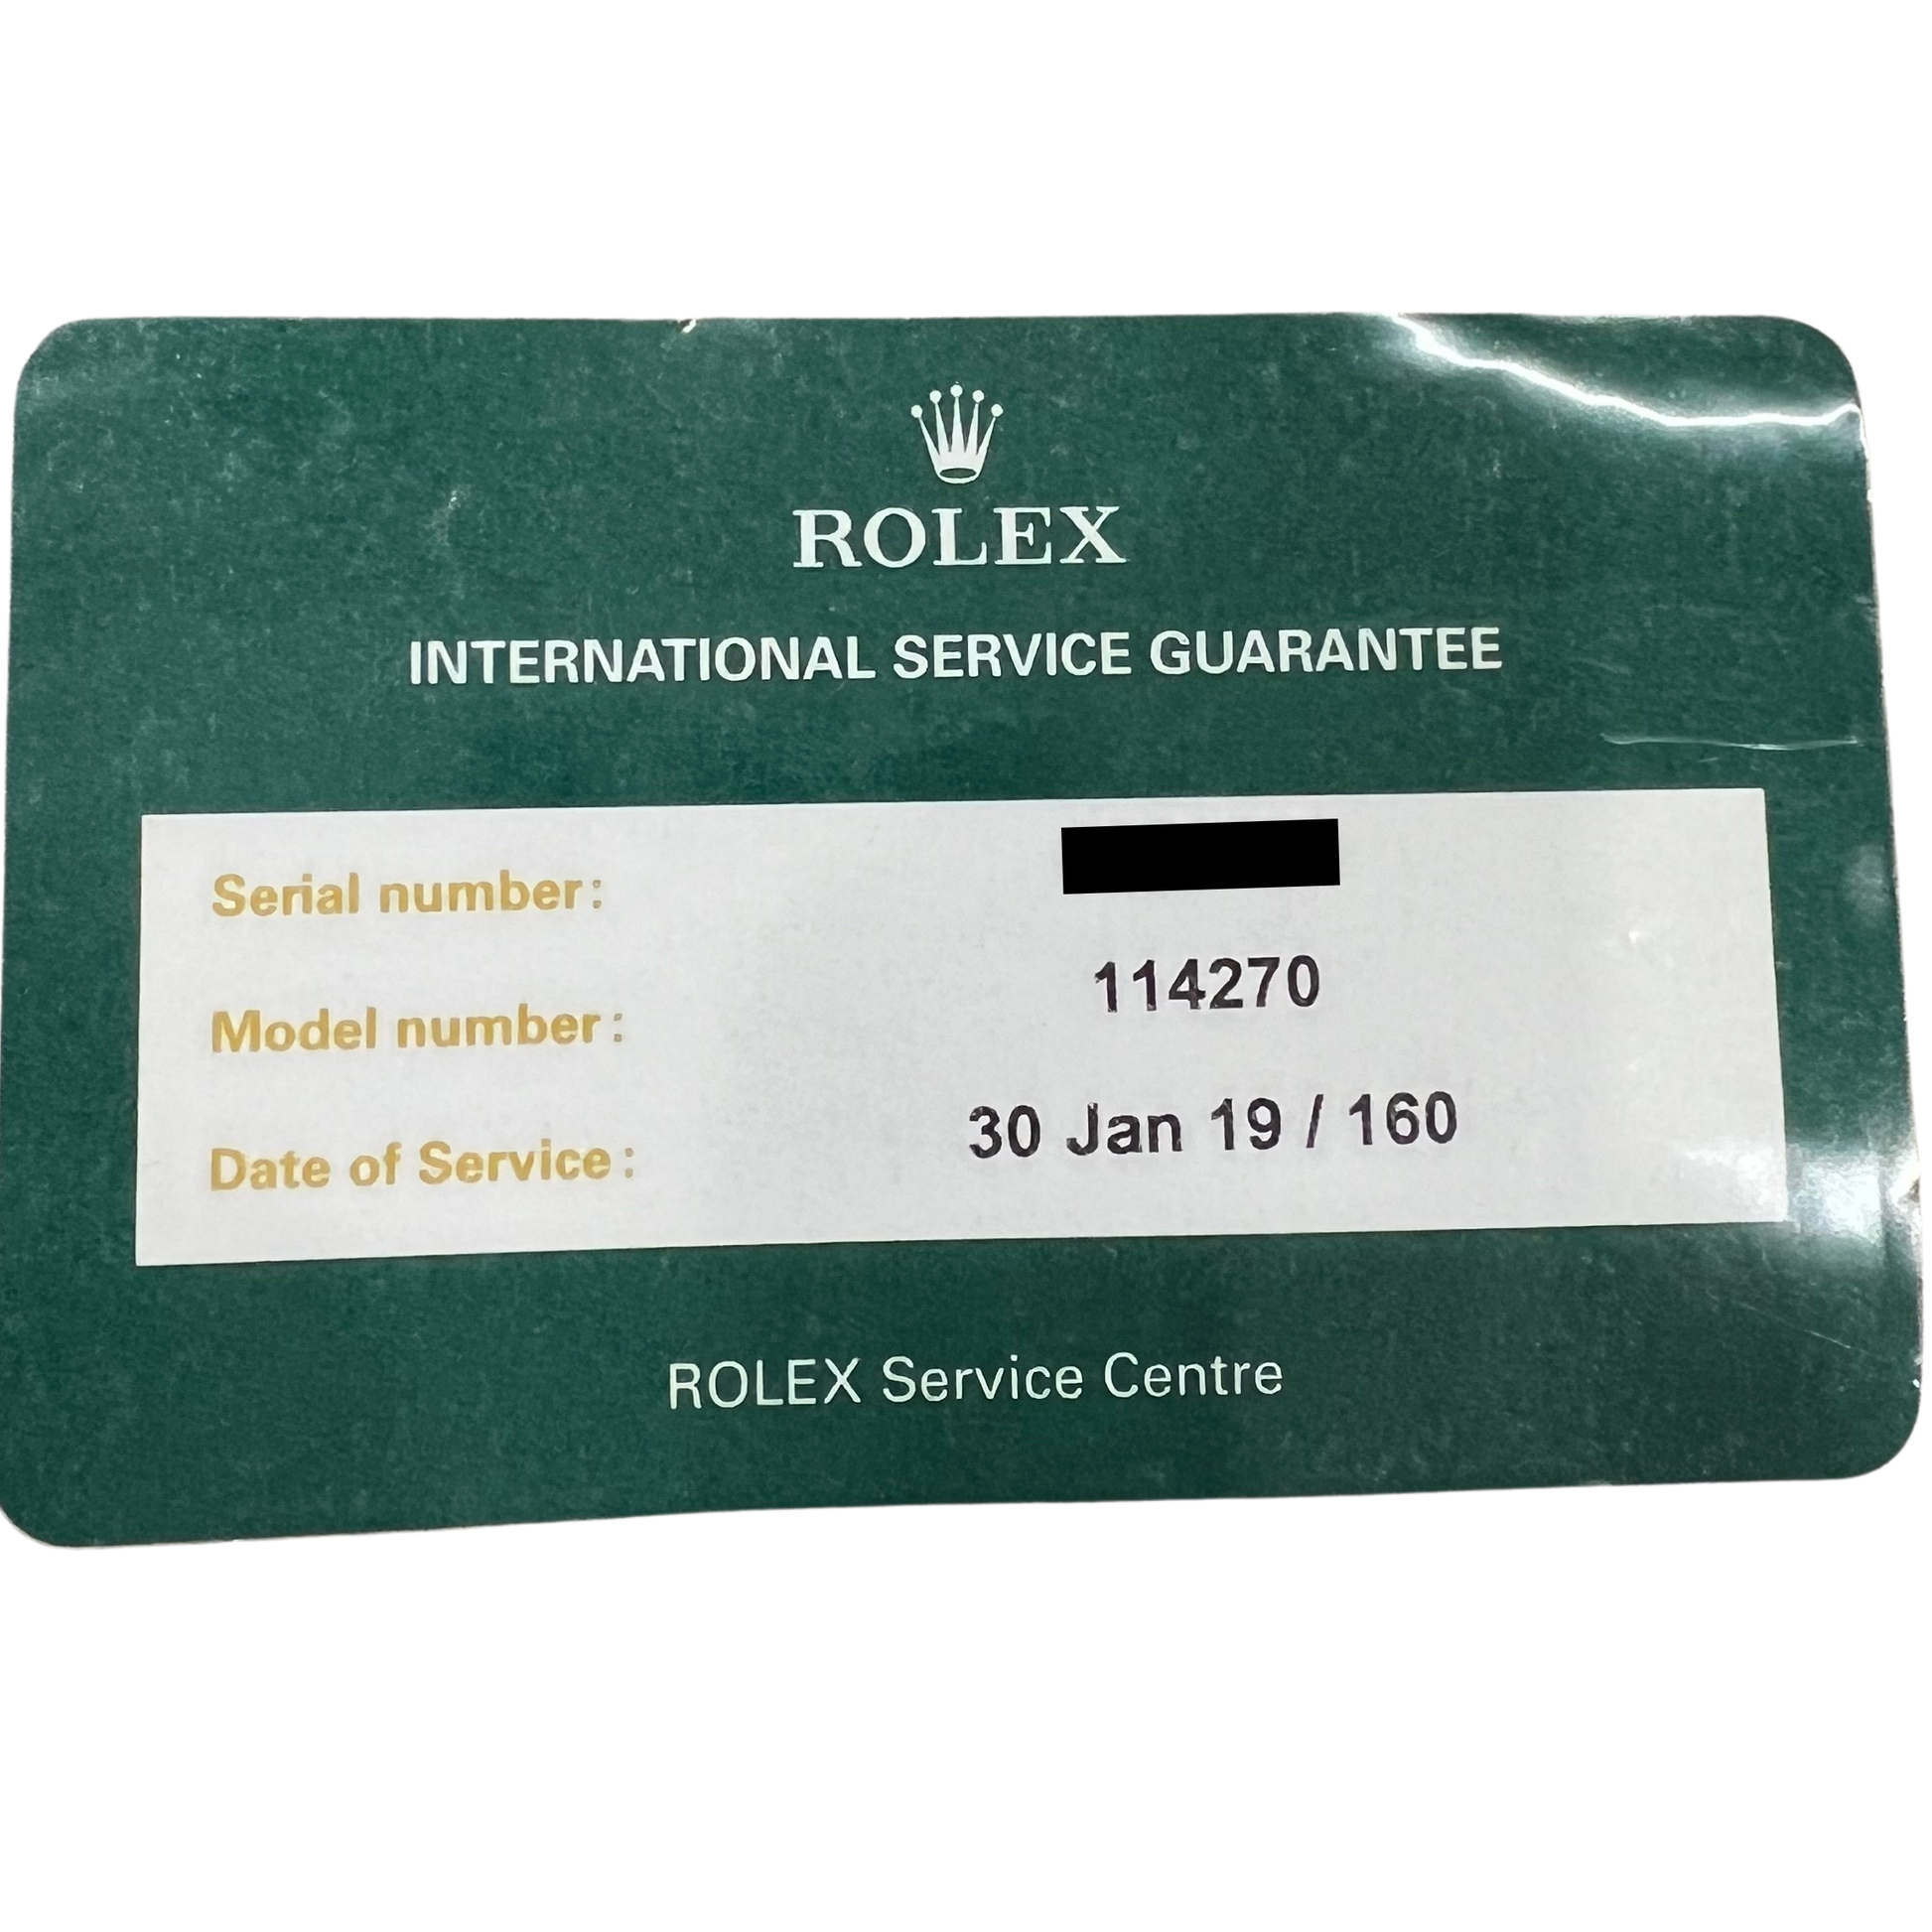 ROLEX
INTERNATIONAL SERVICE GUARANTEE
Serial number:
Model number: 114270
Date of Service: 30 Jan 19 / 160
ROLEX Service Centre